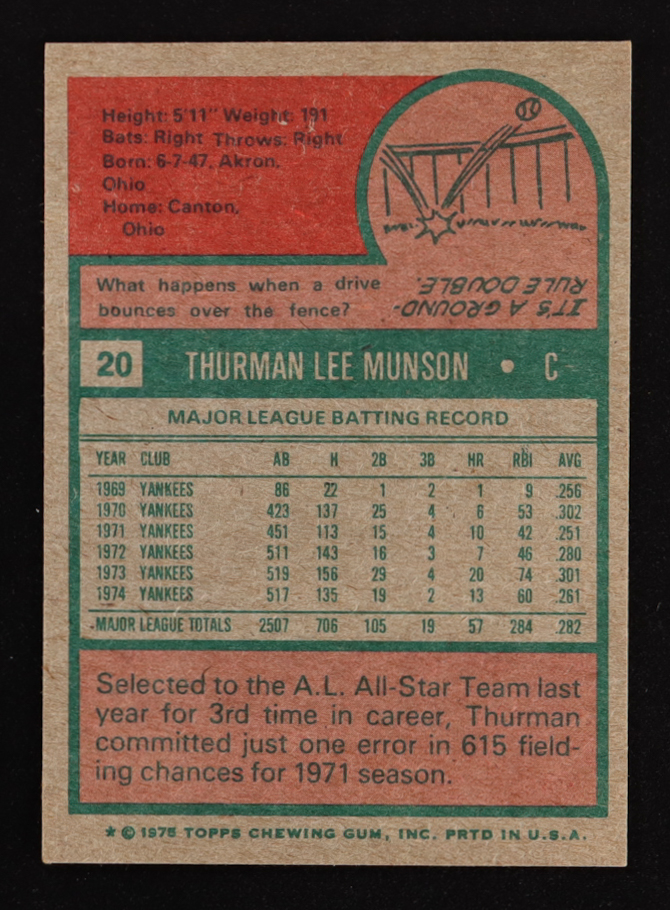 Height: 5'11" Weight: 191
Bats: Right Throws: Right
Born: 6-7-47, Akron,
Ohio
Home: Canton,
Ohio
What happens when a drive
bounces over the fence?
IT'S A GROUND-
RULE DOUBLE.
20 THURMAN LEE MUNSON • C
MAJOR LEAGUE BATTING RECORD
YEAR CLUB AB H 2B 3B HR RBI AVG
1969 YANKEES 86 22 1 2 1 9 .256
1970 YANKEES 423 137 25 4 6 53 .302
1971 YANKEES 451 113 15 4 10 42 .251
1972 YANKEES 511 143 16 3 7 46 .280
1973 YANKEES 519 156 29 4 20 74 .301
1974 YANKEES 517 135 19 2 13 60 .261
MAJOR LEAGUE TOTALS 2507 706 105 19 57 284 .282
Selected to the A.L. All-Star Team last
year for 3rd time in career, Thurman
committed just one error in 615 field-
ing chances for 1971 season.
* © 1975 TOPPS CHEWING GUM, INC. PRTD IN U.S.A.